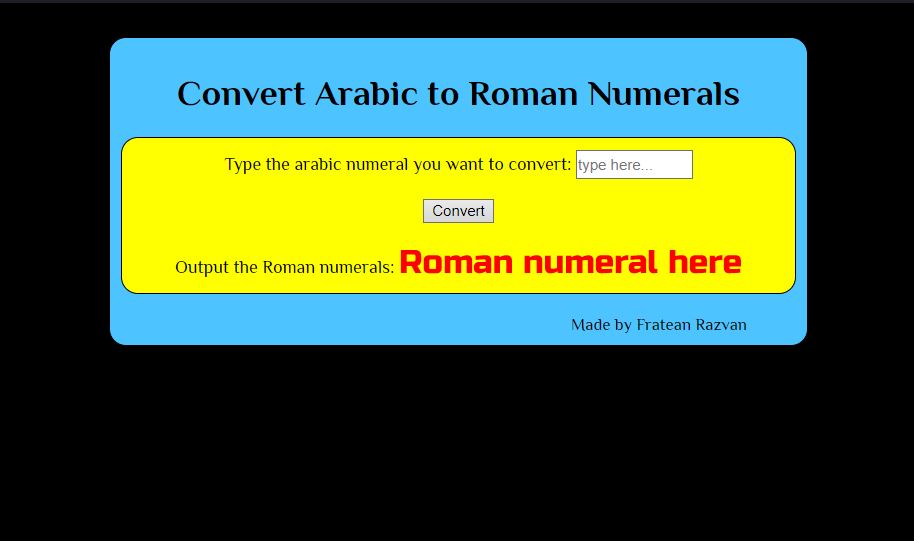 Convert Arabic to Roman Numerals
Type the arabic numeral you want to convert: type here...
Convert
Output the Roman numerals: Roman numeral here
Made by Fratean Razvan